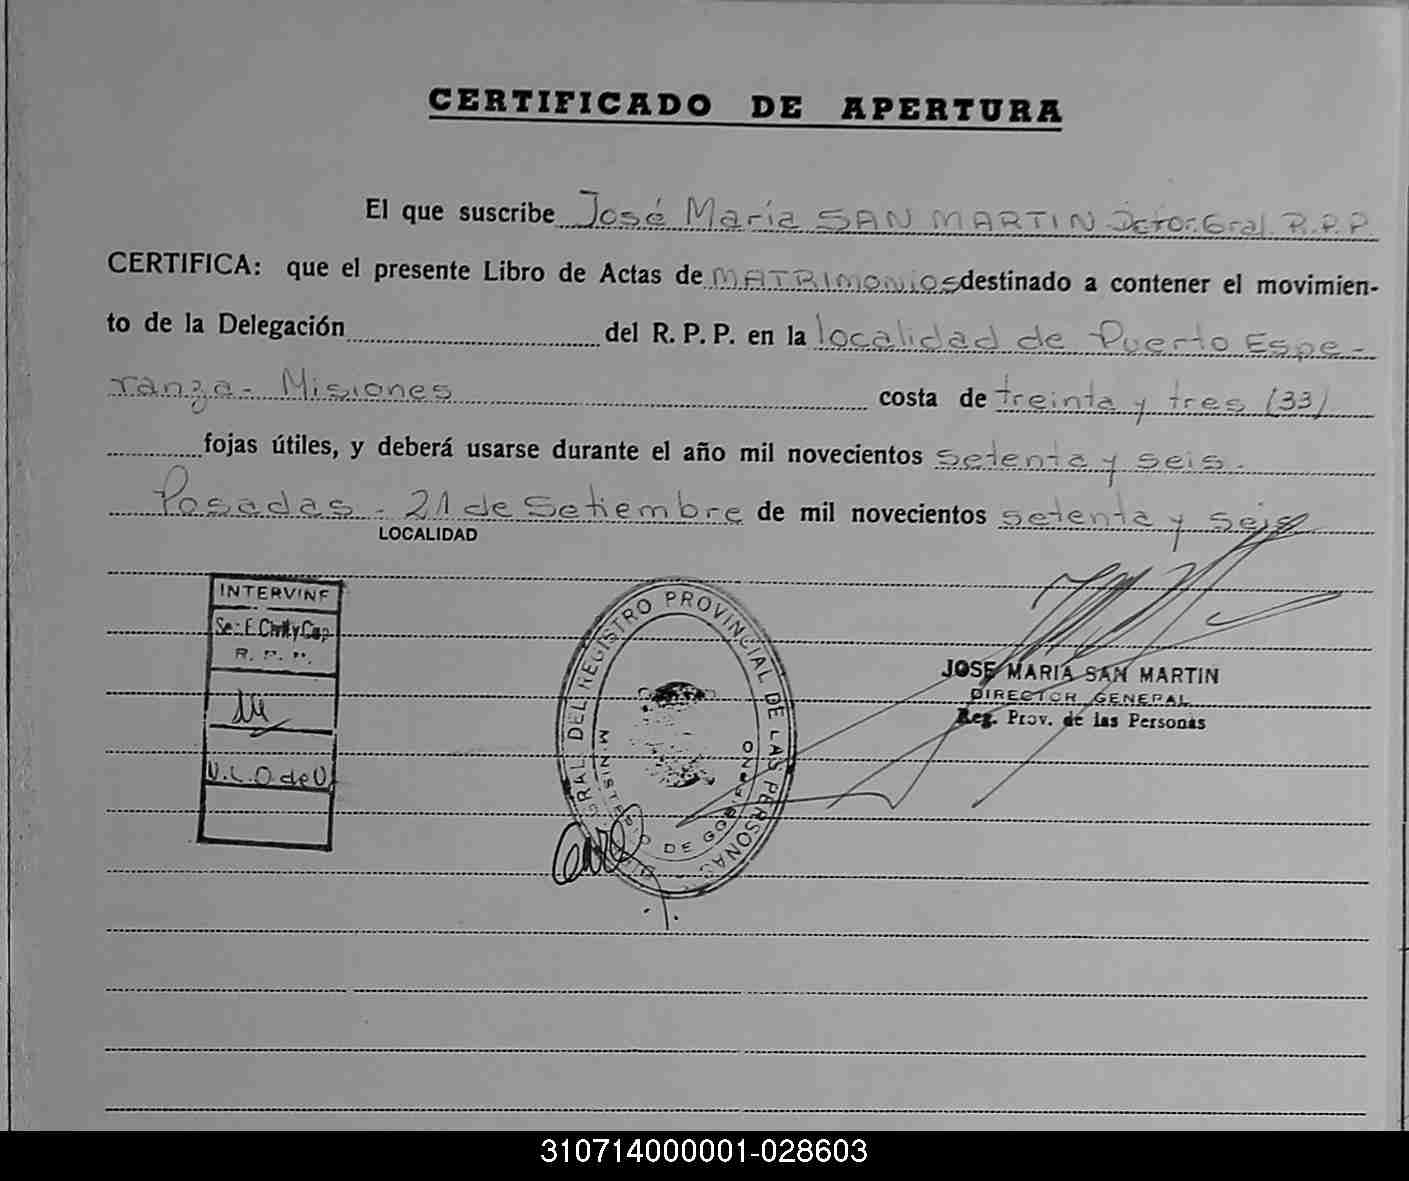 CERTIFICADO DE APERTURA
El que suscribe José María SAN MARTIN Dctor. Gral. R.P.P
CERTIFICA: que el presente Libro de Actas de MATRIMONIOS destinado a contener el movimien-
to de la Delegación del R. P. P. en la localidad de Puerto Espe-
ranza - Misiones costa de treinta y tres (33)
fojas útiles, y deberá usarse durante el año mil novecientos setenta y seis.
Posadas - 21 de Setiembre de mil novecientos setenta y seis
LOCALIDAD
INTERVINE
R. P. P.
REGISTRO PROVINCIAL DE LAS PERSONAS
MINISTERIO DE GOBIERNO
JOSE MARIA SAN MARTIN
DIRECTOR GENERAL
Reg. Prov. de las Personas
310714000001-028603